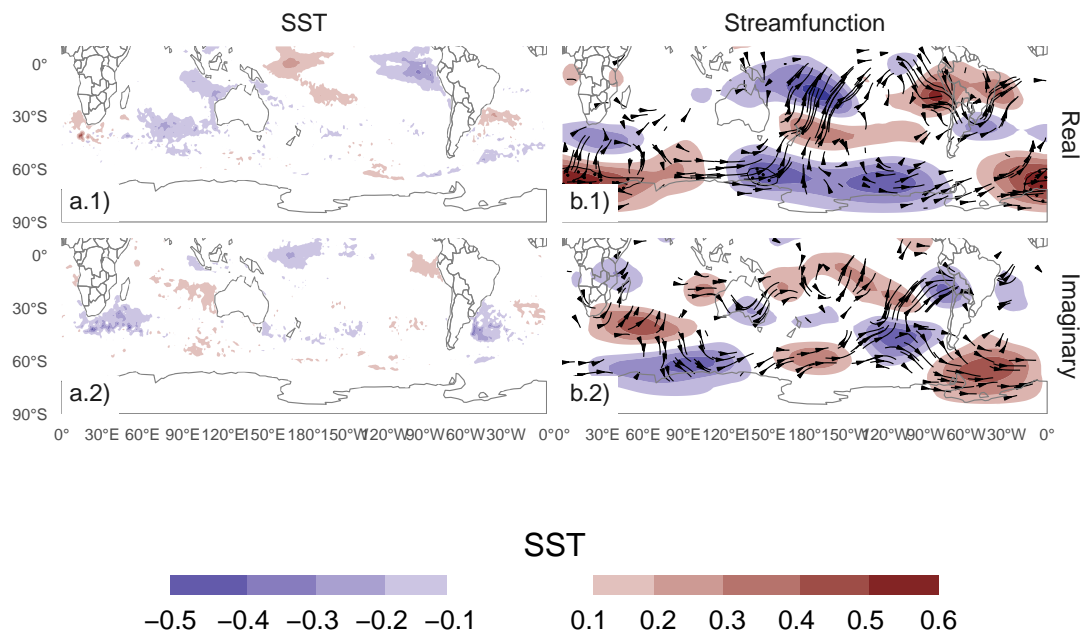 SST Streamfunction
0°
30°S
60°S
90°S
a.1) b.1)
Real
0°
30°S
60°S
90°S
a.2) b.2)
Imaginary
0° 30°E 60°E 90°E 120°E 150°E 180° 150°W 120°W 90°W 60°W 30°W 0° 0° 30°E 60°E 90°E 120°E 150°E 180° 150°W 120°W 90°W 60°W 30°W 0°
SST
−0.5 −0.4 −0.3 −0.2 −0.1 0.1 0.2 0.3 0.4 0.5 0.6